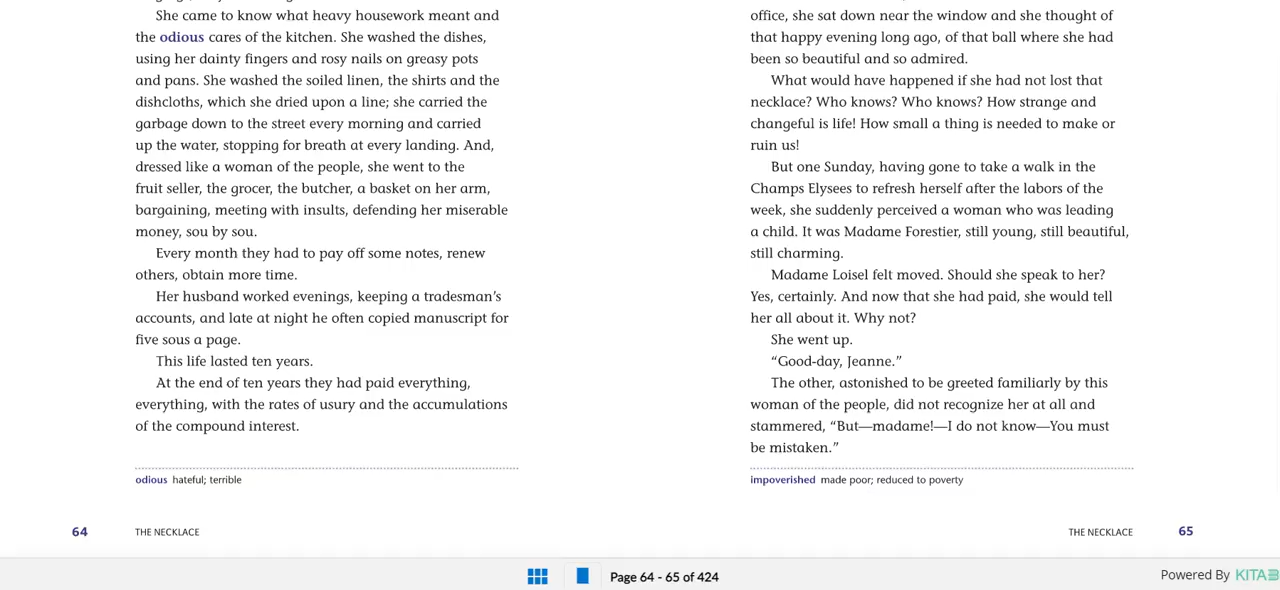 She came to know what heavy housework meant and
the odious cares of the kitchen. She washed the dishes,
using her dainty fingers and rosy nails on greasy pots
and pans. She washed the soiled linen, the shirts and the
dishcloths, which she dried upon a line; she carried the
garbage down to the street every morning and carried
up the water, stopping for breath at every landing. And,
dressed like a woman of the people, she went to the
fruit seller, the grocer, the butcher, a basket on her arm,
bargaining, meeting with insults, defending her miserable
money, sou by sou.
Every month they had to pay off some notes, renew
others, obtain more time.
Her husband worked evenings, keeping a tradesman’s
accounts, and late at night he often copied manuscript for
five sous a page.
This life lasted ten years.
At the end of ten years they had paid everything,
everything, with the rates of usury and the accumulations
of the compound interest.
odious hateful; terrible
64 THE NECKLACE
office, she sat down near the window and she thought of
that happy evening long ago, of that ball where she had
been so beautiful and so admired.
What would have happened if she had not lost that
necklace? Who knows? Who knows? How strange and
changeful is life! How small a thing is needed to make or
ruin us!
But one Sunday, having gone to take a walk in the
Champs Elysees to refresh herself after the labors of the
week, she suddenly perceived a woman who was leading
a child. It was Madame Forestier, still young, still beautiful,
still charming.
Madame Loisel felt moved. Should she speak to her?
Yes, certainly. And now that she had paid, she would tell
her all about it. Why not?
She went up.
“Good-day, Jeanne.”
The other, astonished to be greeted familiarly by this
woman of the people, did not recognize her at all and
stammered, “But—madame!—I do not know—You must
be mistaken.”
impoverished made poor; reduced to poverty
THE NECKLACE 65
Page 64 - 65 of 424
Powered By KITAB